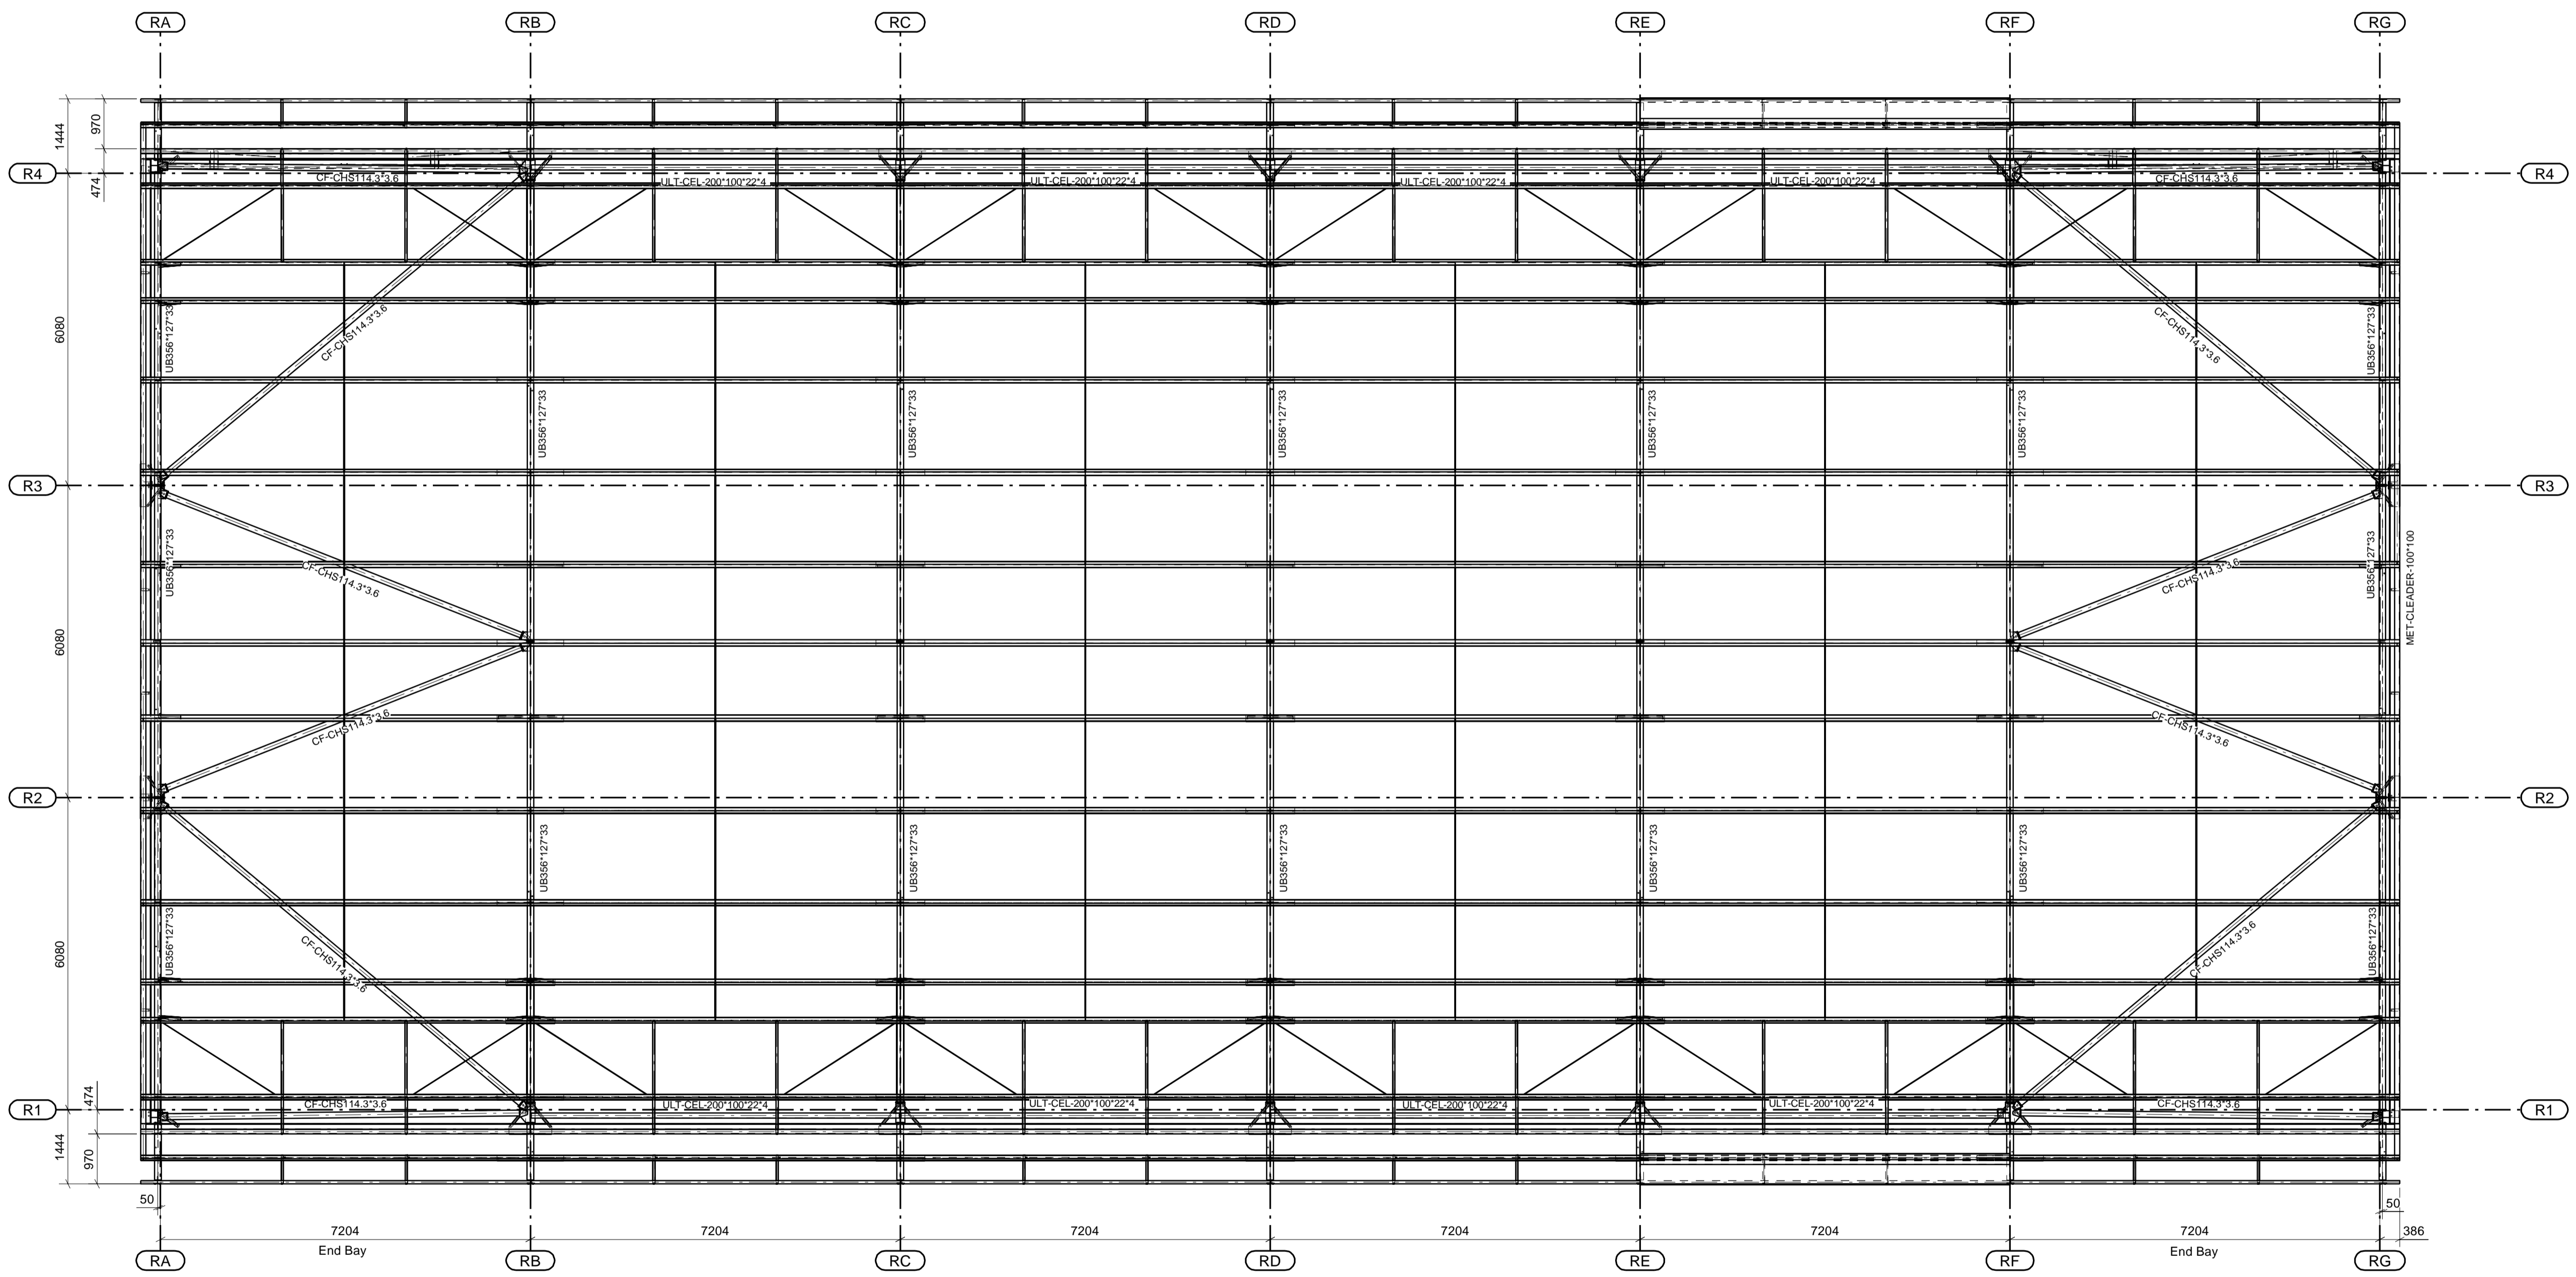 RA
RB
RC
RD
RE
RF
RG
1444
970
474
R4
R4
CF-CHS114.3*3.6
ULT-CEL-200*100*22*4
ULT-CEL-200*100*22*4
ULT-CEL-200*100*22*4
ULT-CEL-200*100*22*4
CF-CHS114.3*3.6
6080
UB356*127*33
CF-CHS114.3*3.6
CF-CHS114.3*3.6
UB356*127*33
UB356*127*33
UB356*127*33
UB356*127*33
UB356*127*33
UB356*127*33
R3
R3
UB356*127*33
CF-CHS114.3*3.6
CF-CHS114.3*3.6
UB356*127*33
MET-CLEADER-100*100
6080
CF-CHS114.3*3.6
CF-CHS114.3*3.6
R2
R2
UB356*127*33
UB356*127*33
UB356*127*33
UB356*127*33
UB356*127*33
6080
UB356*127*33
CF-CHS114.3*3.6
CF-CHS114.3*3.6
UB356*127*33
474
R1
R1
CF-CHS114.3*3.6
ULT-CEL-200*100*22*4
ULT-CEL-200*100*22*4
ULT-CEL-200*100*22*4
ULT-CEL-200*100*22*4
CF-CHS114.3*3.6
1444
970
50
50
7204
7204
7204
7204
7204
7204
386
End Bay
End Bay
RA
RB
RC
RD
RE
RF
RG